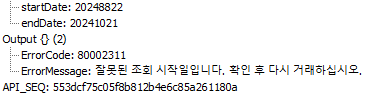 startDate: 20248822
endDate: 20241021
Output {} (2)
ErrorCode: 80002311
ErrorMessage: 잘못된 조회 시작일입니다. 확인 후 다시 거래하십시오.
API_SEQ: 553dcf75c05f8b812b4e6c85a261180a